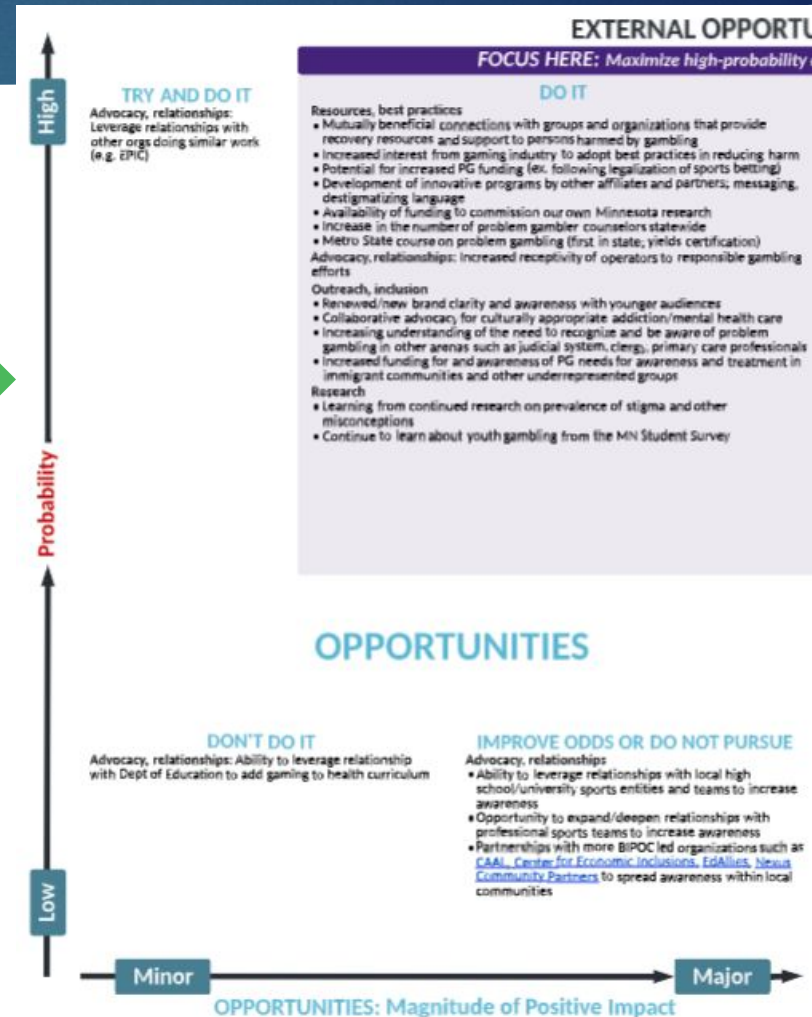 EXTERNAL OPPORTU
FOCUS HERE: Maximize high-probability
High
TRY AND DO IT
Advocacy, relationships:
Leverage relationships with
other orgs doing similar work
(e.g. EPIC)
DO IT
Resources, best practices
• Mutually beneficial connections with groups and organizations that provide
recovery resources and support to persons harmed by gambling
• Increased interest from gaming industry to adopt best practices in reducing harm
• Potential for increased PG funding (ex. following legalization of sports betting)
• Development of innovative programs by other affiliates and partners; messaging,
destigmatizing language
• Availability of funding to commission our own Minnesota research
• Increase in the number of problem gambler counselors statewide
• Metro State course on problem gambling (first in state; yields certification)
Advocacy, relationships: Increased receptivity of operators to responsible gambling
efforts
Outreach, inclusion
• Renewed/new brand clarity and awareness with younger audiences
• Collaborative advocacy for culturally appropriate addiction/mental health care
• Increasing understanding of the need to recognize and be aware of problem
gambling in other arenas such as judicial system, clergy, primary care professionals
• Increased funding for and awareness of PG needs for awareness and treatment in
immigrant communities and other underrepresented groups
Research
• Learning from continued research on prevalence of stigma and other
misconceptions
• Continue to learn about youth gambling from the MN Student Survey
Probability
OPPORTUNITIES
DON'T DO IT
Advocacy, relationships: Ability to leverage relationship
with Dept of Education to add gaming to health curriculum
IMPROVE ODDS OR DO NOT PURSUE
Advocacy, relationships
• Ability to leverage relationships with local high
school/university sports entities and teams to increase
awareness
• Opportunity to expand/deepen relationships with
professional sports teams to increase awareness
• Partnerships with more BIPOC led organizations such as
CAAL, Center for Economic Inclusions, EdAllies, Nexus
Community Partners to spread awareness within local
communities
Low
Minor
Major
OPPORTUNITIES: Magnitude of Positive Impact